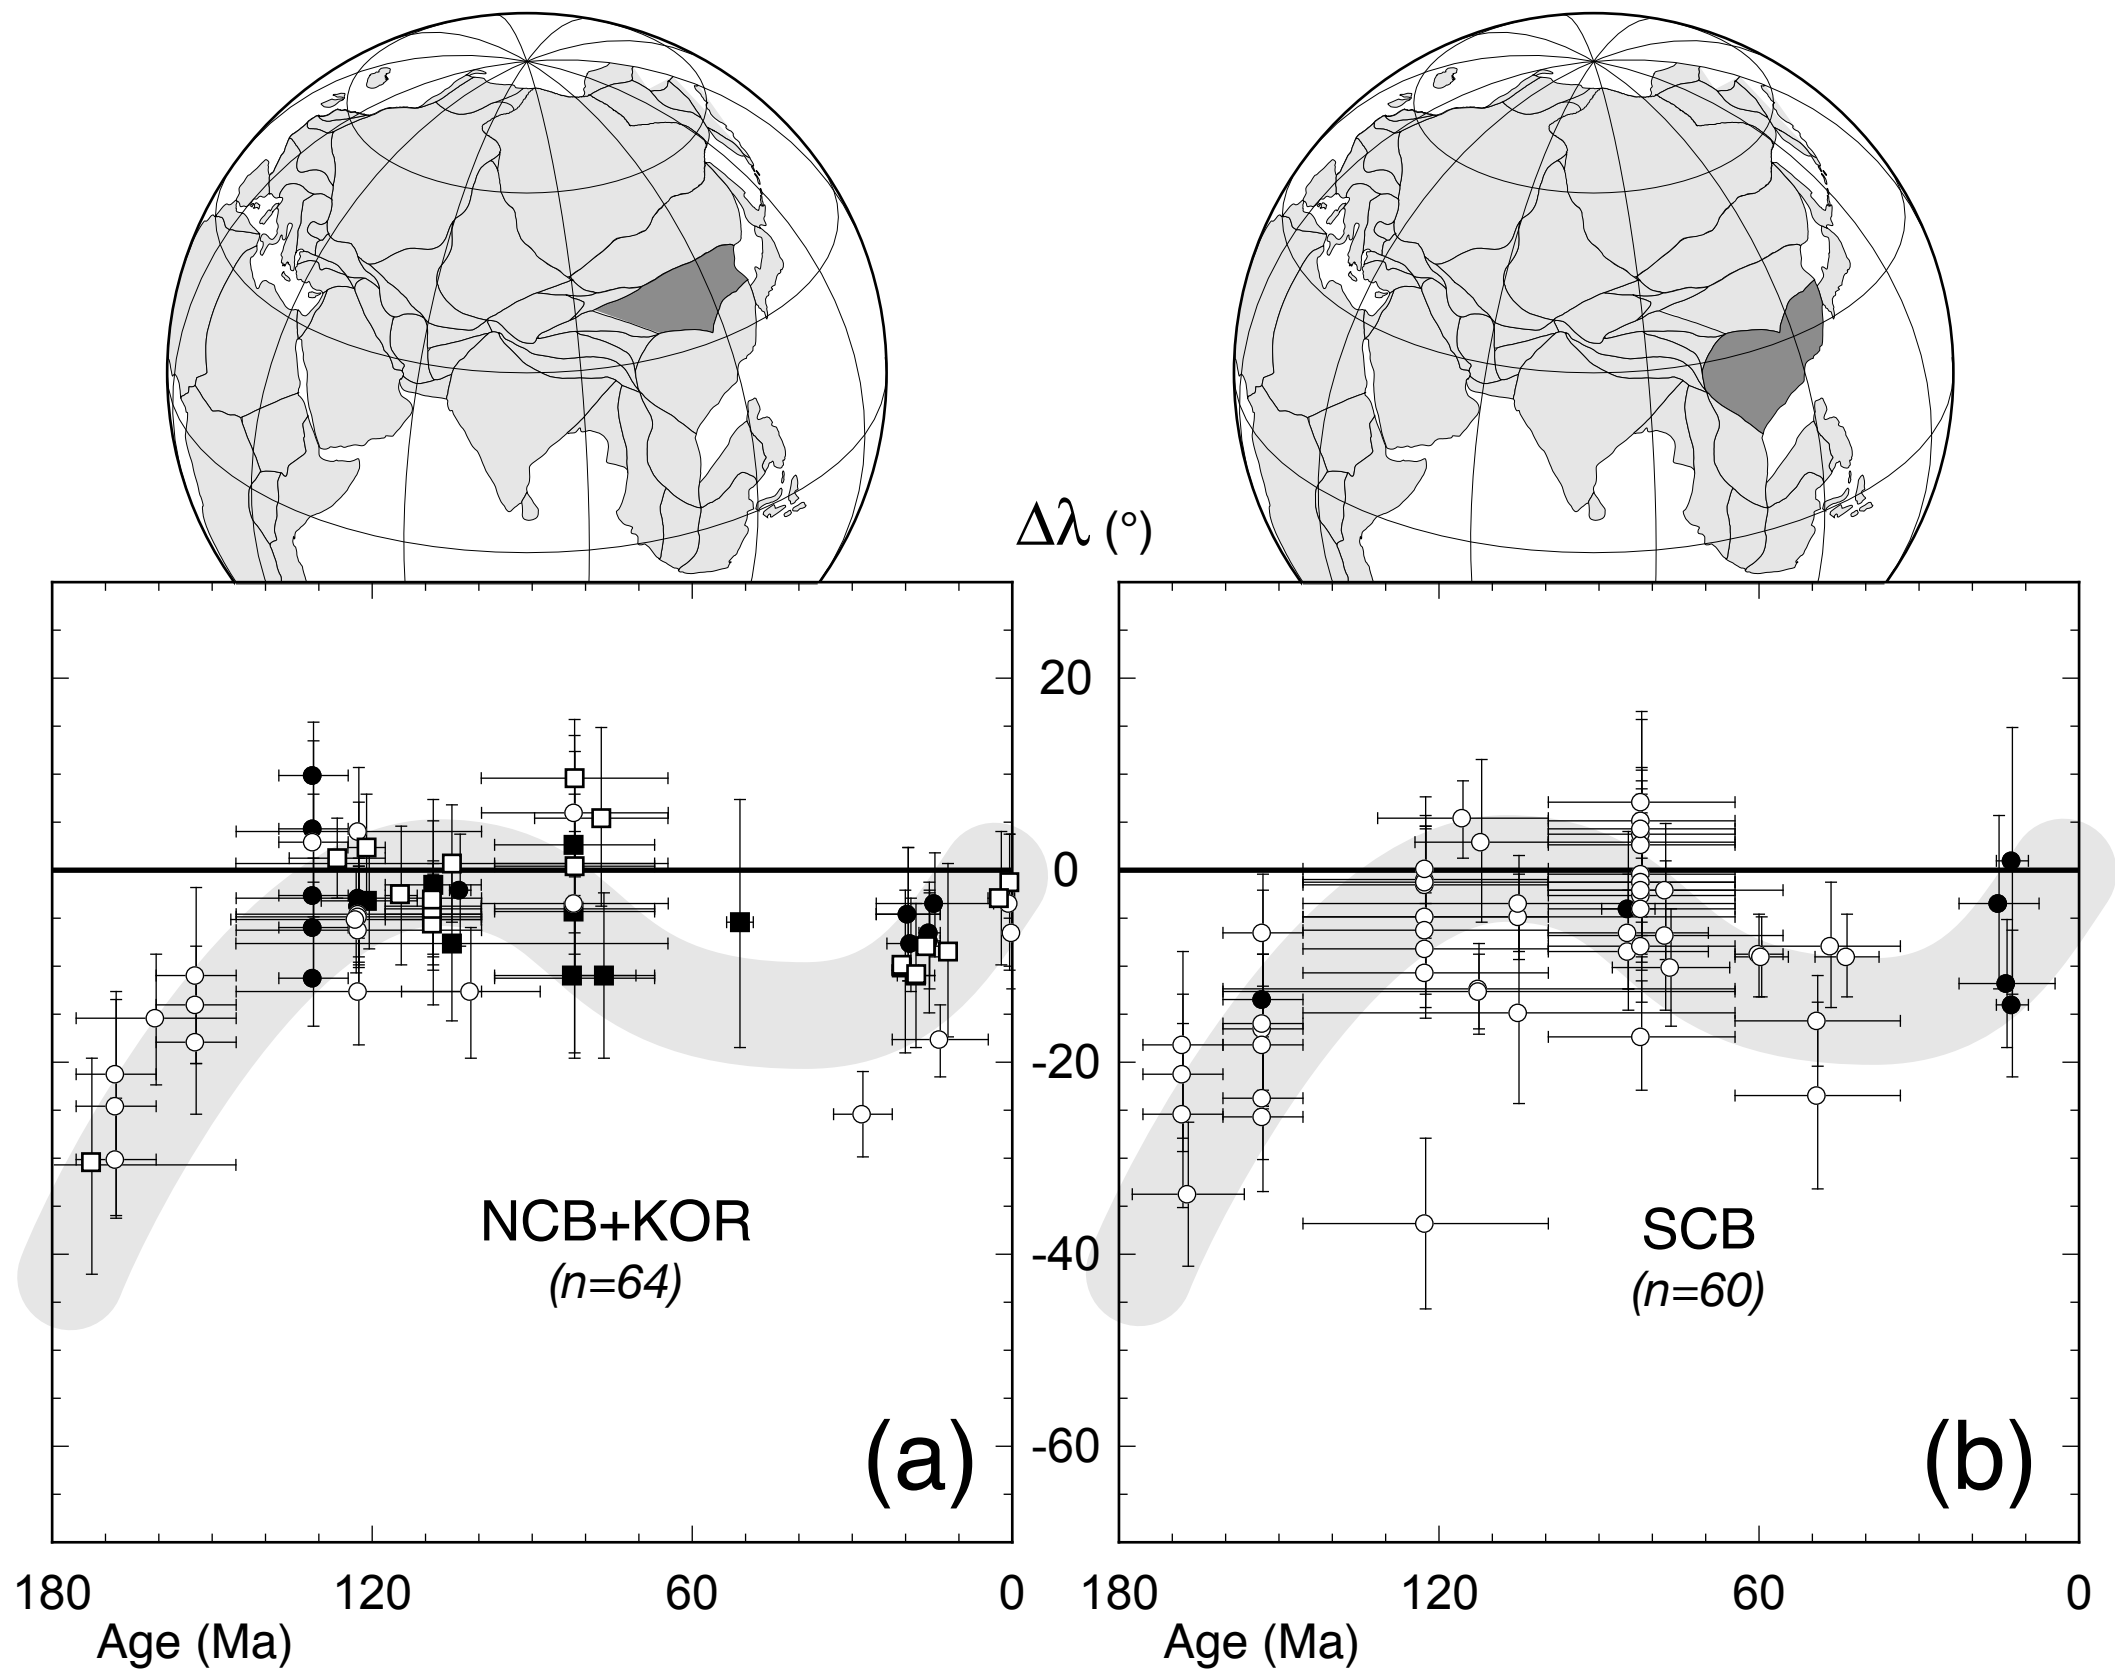 Δλ (°)
20
0
-20
-40
-60
NCB+KOR
(n=64)
SCB
(n=60)
(a)
(b)
180 120 60 0 180 120 60 0
Age (Ma) Age (Ma)